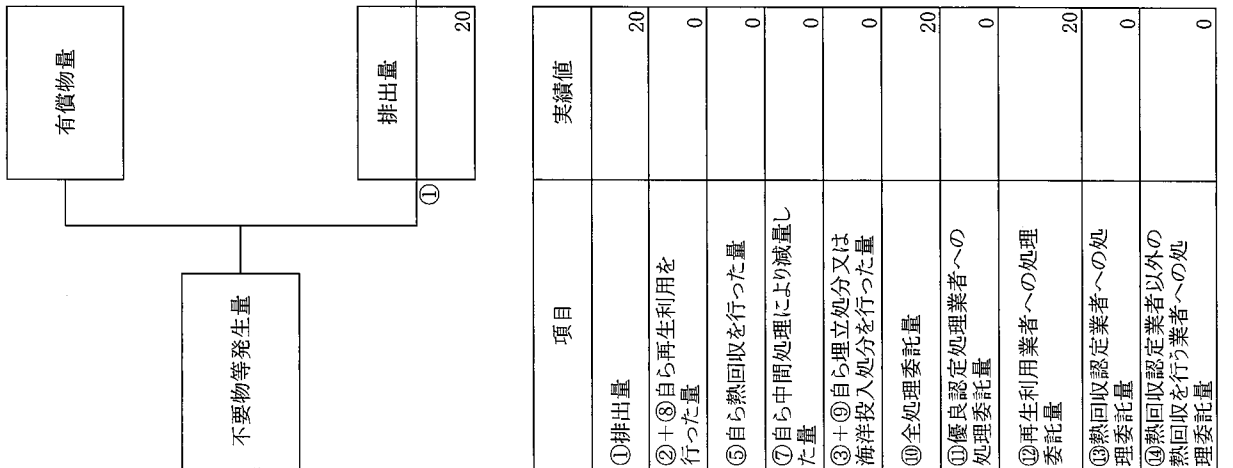 有償物量
不要物等発生量
排出量
①
20
項目
実績値
①排出量
20
②+⑧自ら再生利用を
行った量
0
⑤自ら熱回収を行った量
0
⑦自ら中間処理により減量し
た量
0
③+⑨自ら埋立処分又は
海洋投入処分を行った量
0
⑩全処理委託量
20
⑪優良認定処理業者への
処理委託量
0
⑫再生利用業者への処理
委託量
20
⑬熱回収認定業者への処
理委託量
0
⑭熱回収認定業者以外の
熱回収を行う業者への処
理委託量
0